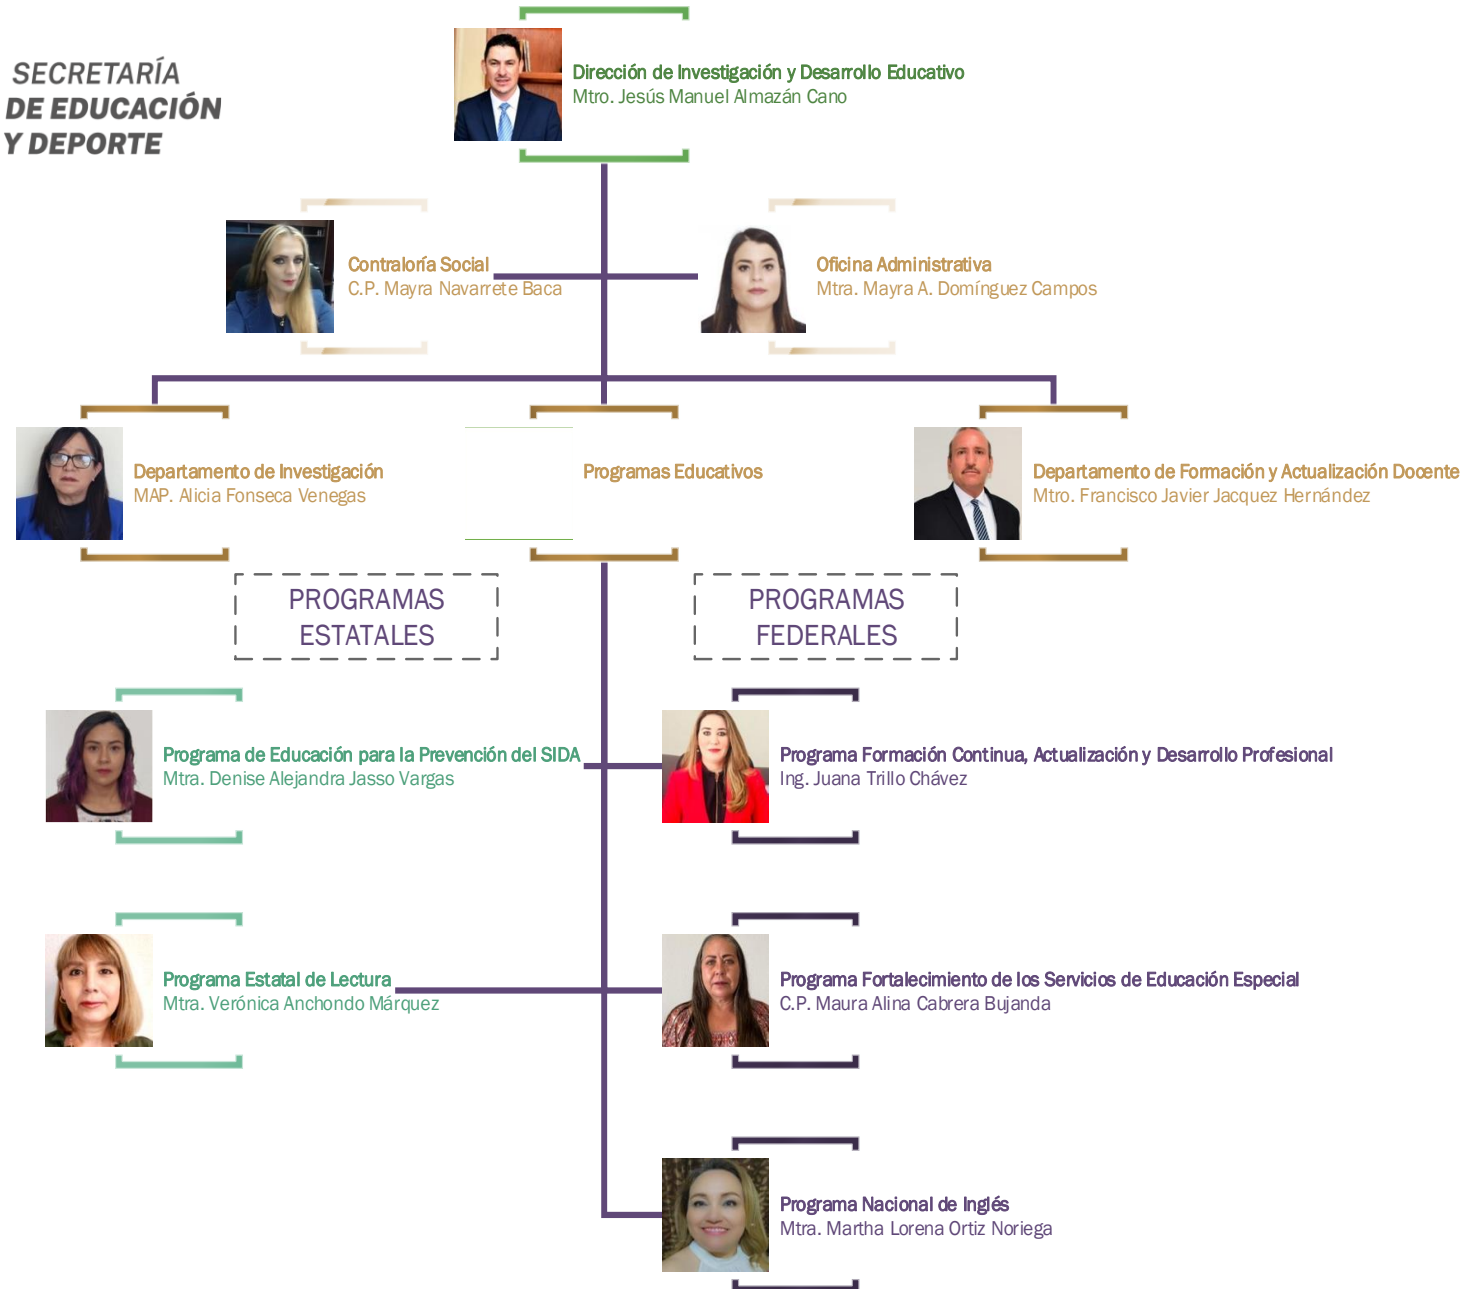 SECRETARÍA
DE EDUCACIÓN
Y DEPORTE
Dirección de Investigación y Desarrollo Educativo
Mtro. Jesús Manuel Almazán Cano
Contraloría Social
C.P. Mayra Navarrete Baca
Oficina Administrativa
Mtra. Mayra A. Domínguez Campos
Departamento de Investigación
MAP. Alicia Fonseca Venegas
Programas Educativos
Departamento de Formación y Actualización Docente
Mtro. Francisco Javier Jacquez Hernández
PROGRAMAS
ESTATALES
PROGRAMAS
FEDERALES
Programa de Educación para la Prevención del SIDA
Mtra. Denise Alejandra Jasso Vargas
Programa Formación Continua, Actualización y Desarrollo Profesional
Ing. Juana Trillo Chávez
Programa Estatal de Lectura
Mtra. Verónica Anchondo Márquez
Programa Fortalecimiento de los Servicios de Educación Especial
C.P. Maura Alina Cabrera Bujanda
Programa Nacional de Inglés
Mtra. Martha Lorena Ortiz Noriega